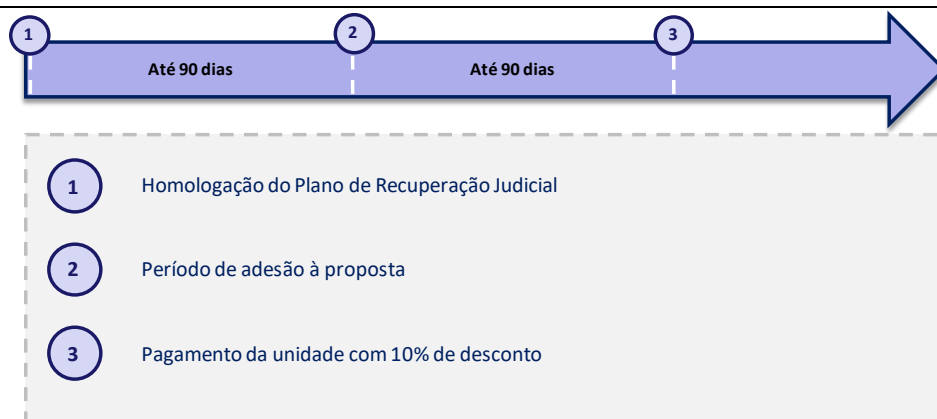 1
2
3
Até 90 dias
Até 90 dias
1
Homologação do Plano de Recuperação Judicial
2
Período de adesão à proposta
3
Pagamento da unidade com 10% de desconto